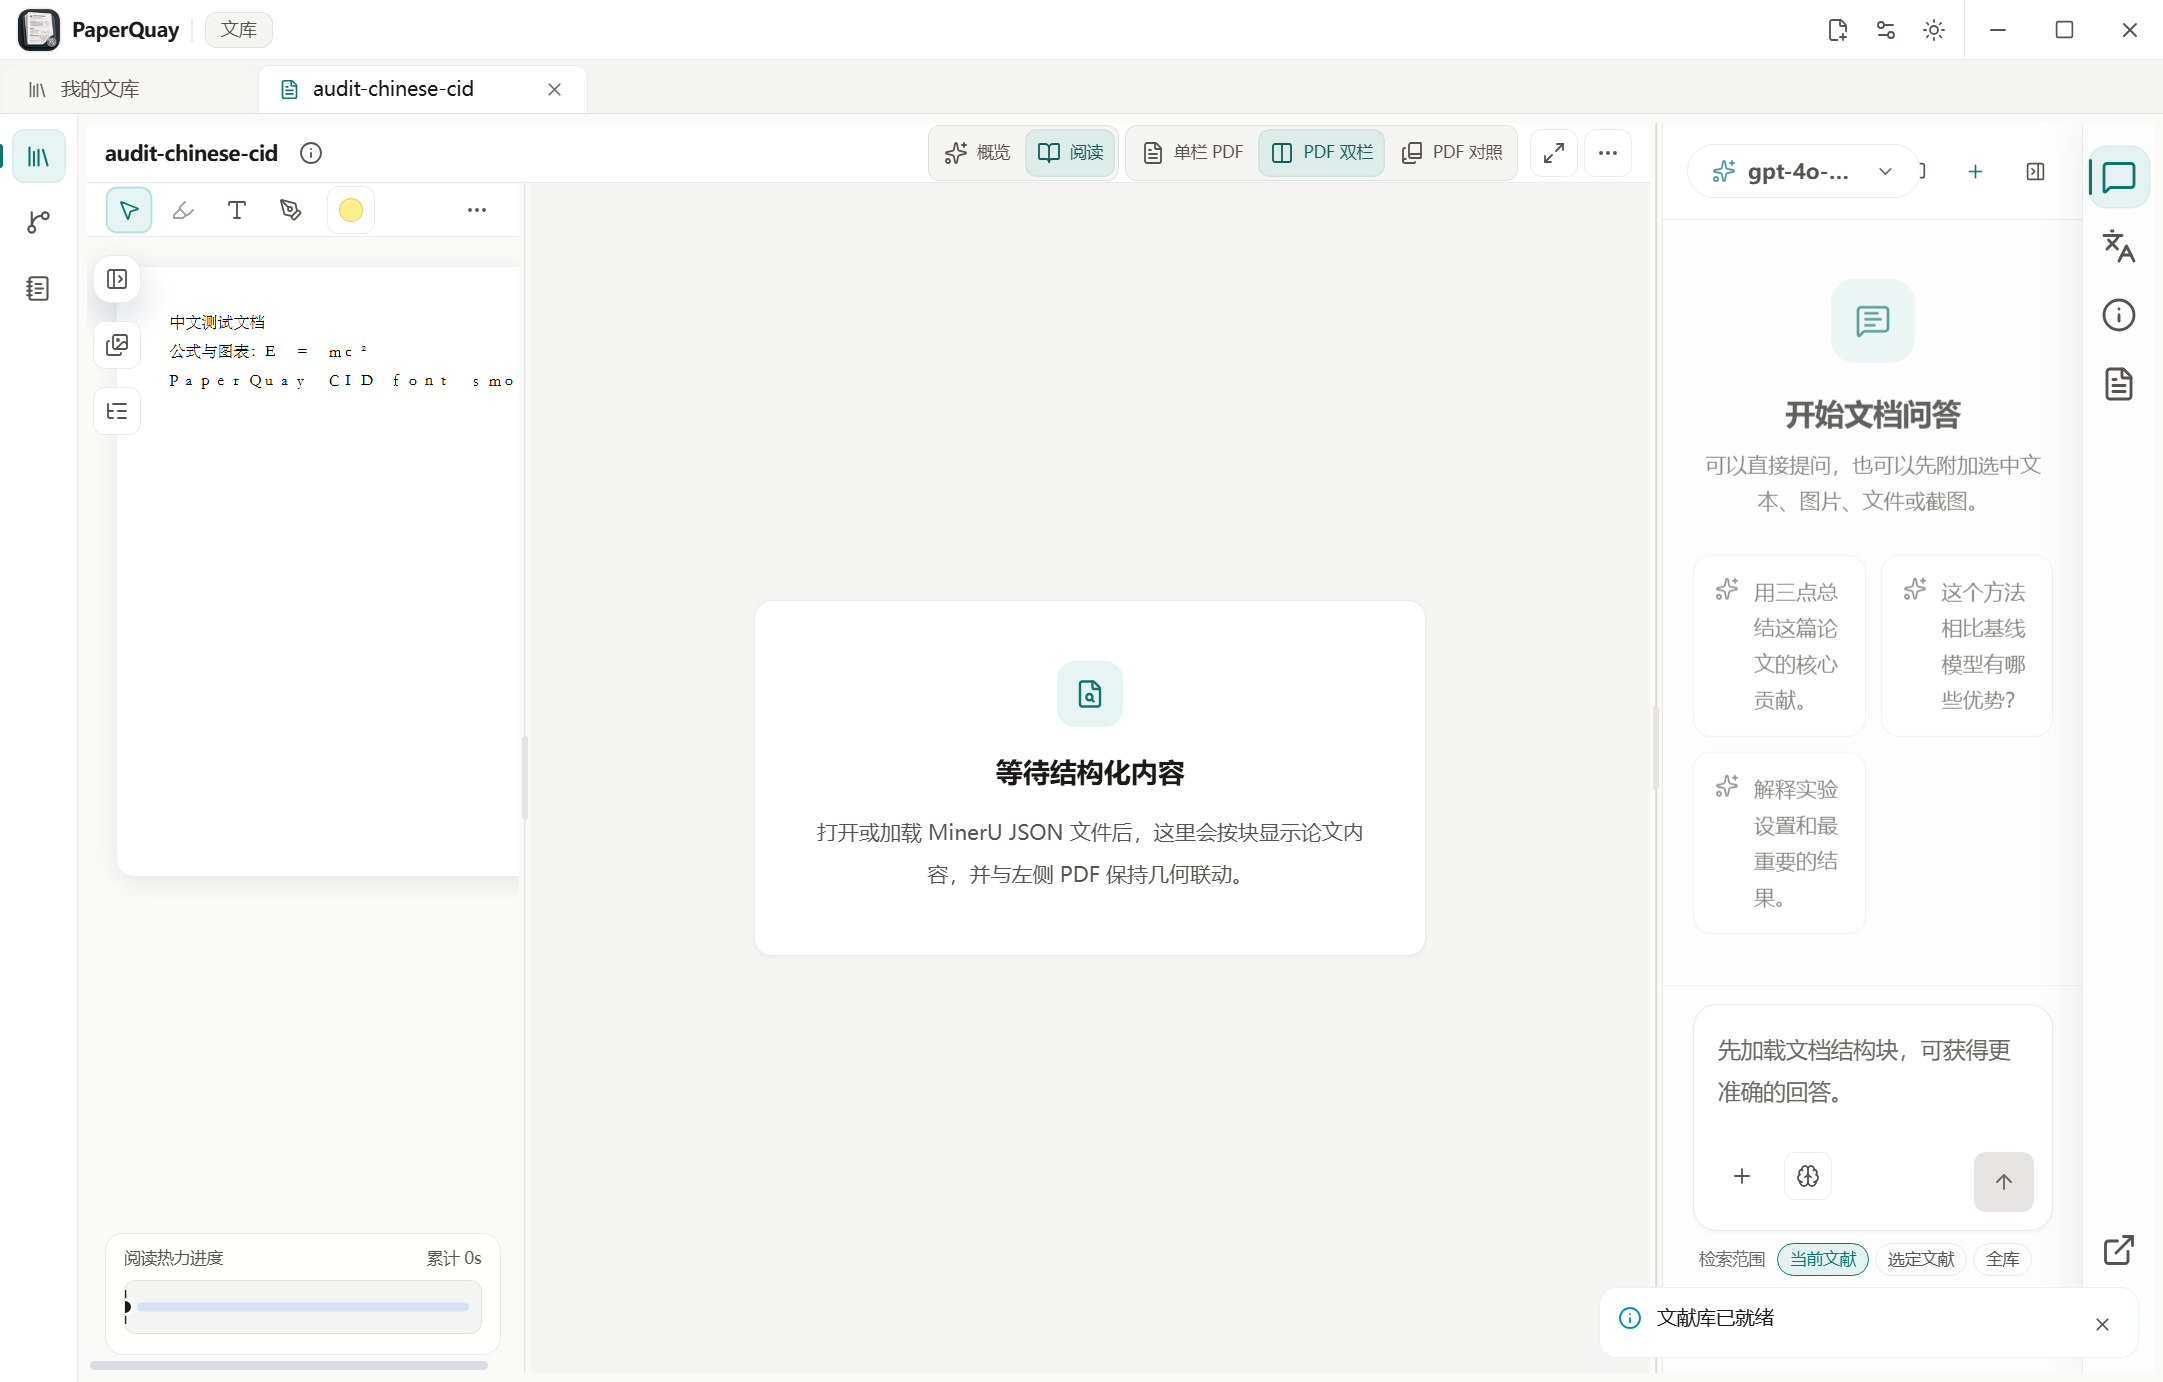 PaperQuay
文库
我的文库
audit-chinese-cid
audit-chinese-cid
概览
阅读
单栏 PDF
PDF 双栏
PDF 对照
gpt-4o-...
中文测试文档
公式与图表: E = mc²
PaperQuay CID font smo
等待结构化内容
打开或加载 MinerU JSON 文件后，这里会按块显示论文内
容，并与左侧 PDF 保持几何联动。
开始文档问答
可以直接提问，也可以先附加选中文
本、图片、文件或截图。
用三点总
结这篇论
文的核心
贡献。
这个方法
相比基线
模型有哪
些优势?
解释实验
设置和最
重要的结
果。
先加载文档结构块，可获得更
准确的回答。
检索范围
当前文献
选定文献
全库
阅读热力进度
累计 0s
文献库已就绪